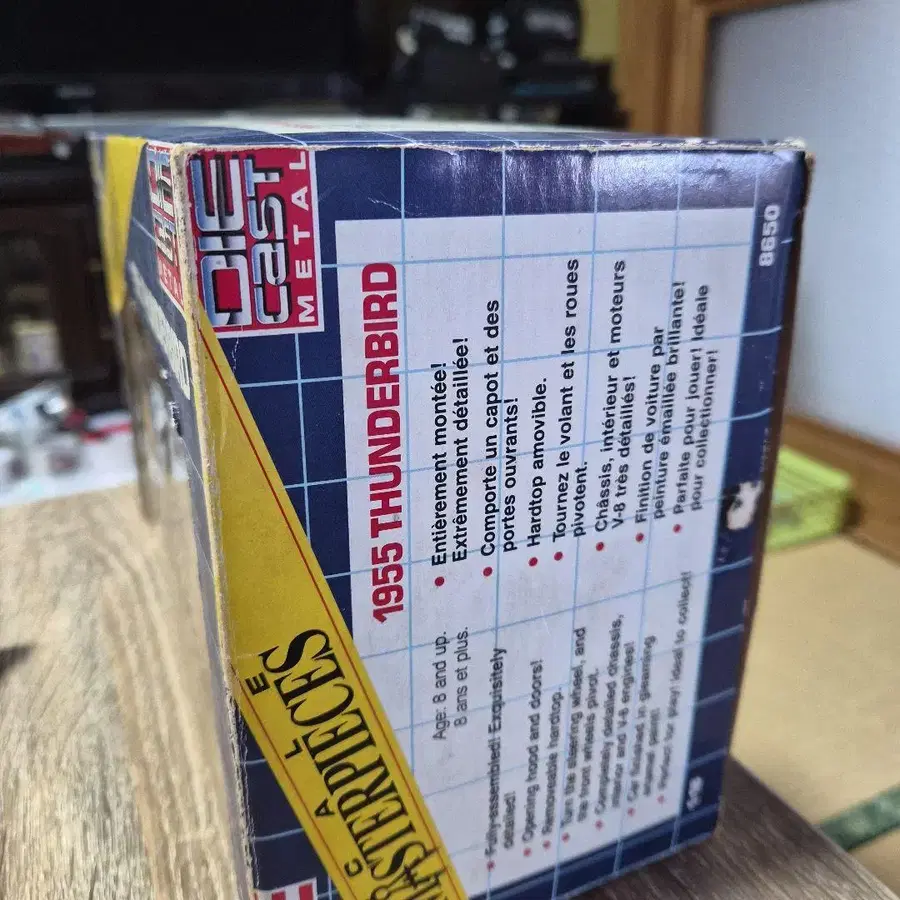 DIE
CAST
METAL
SCALE
MASTERPIECES
1955 THUNDERBIRD
Age: 8 and up.
8 ans et plus.
• Fully-assembled! Exquisitely
detailed!
• Opening hood and doors!
• Removable hardtop.
• Turn the steering wheel, and
the front wheels pivot.
• Completely detailed chassis,
interior and V-8 engines!
• Car finished in gleaming
enamel paint!
• Perfect for play! Ideal to collect!
• Entièrement montée!
Extrêmement détaillée!
• Comporte un capot et des
portes ouvrants!
• Hardtop amovible.
• Tournez le volant et les roues
pivotent.
• Châssis, intérieur et moteurs
V-8 très détaillés!
• Finition de voiture par
peinture émaillée brillante!
• Parfaite pour jouer! Idéale
pour colectionner!
8650